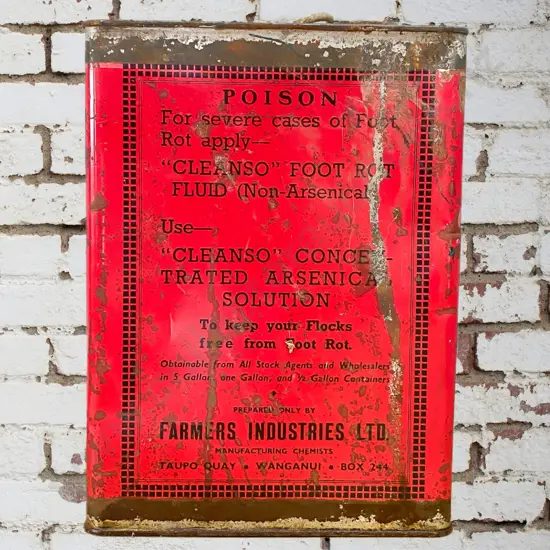 POISON
For severe cases of Foot
Rot apply—
"CLEANSO" FOOT ROT
FLUID (Non-Arsenical
Use—
"CLEANSO" CONCEN-
TRATED ARSENICAL
SOLUTION
To keep your Flocks
free from Foot Rot.
Obtainable from All Stock Agents and Wholesalers
in 5 Gallon, one Gallon, and ½ Gallon Containers
PREPARED ONLY BY
FARMERS INDUSTRIES LTD.
MANUFACTURING CHEMISTS
TAUPO QUAY • WANGANUI • BOX 244